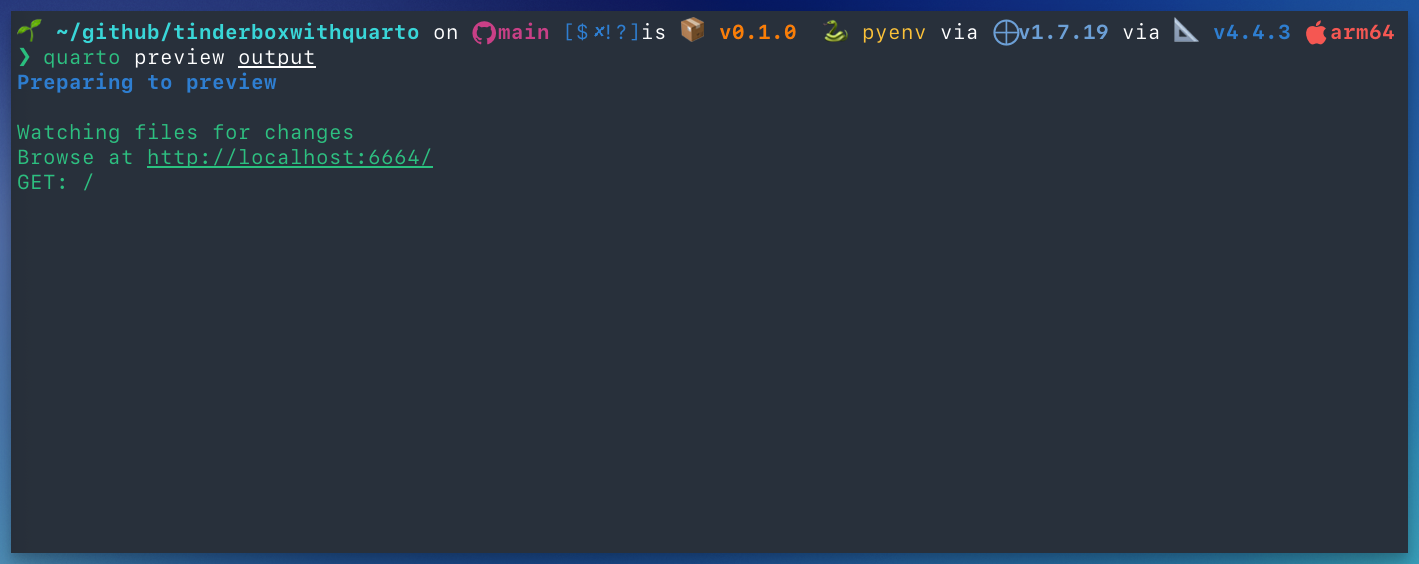 ~/github/tinderboxwithquarto on main [$✘!?]is v0.1.0 pyenv via v1.7.19 via v4.4.3 arm64
❯ quarto preview output
Preparing to preview
Watching files for changes
Browse at http://localhost:6664/
GET: /